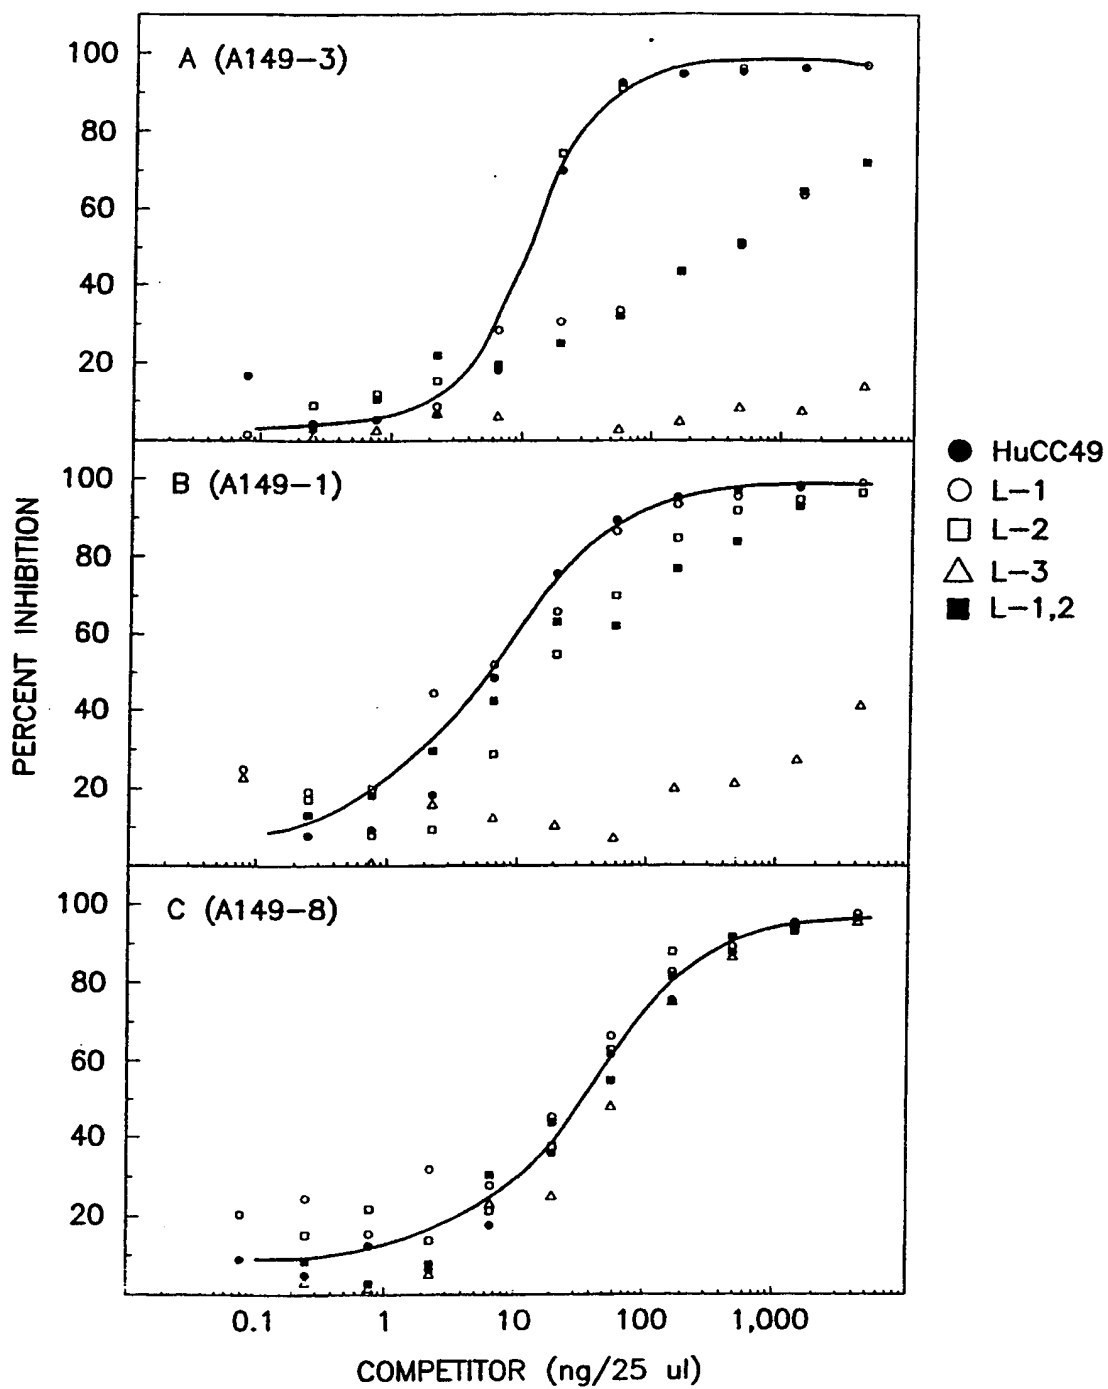 A (A149-3)
100
80
60
40
20
B (A149-1)
100
80
60
40
20
C (A149-8)
100
80
60
40
20
0.1 1 10 100 1,000
COMPETITOR (ng/25 ul)
PERCENT INHIBITION
HuCC49
L-1
L-2
L-3
L-1,2